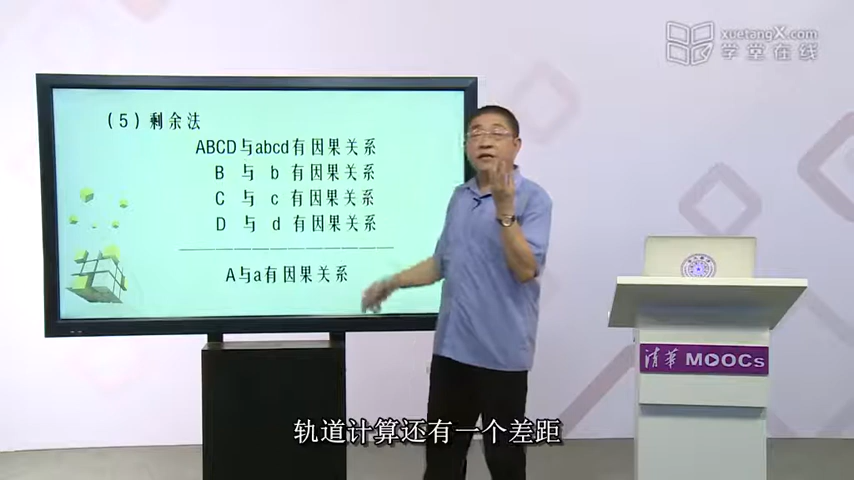 xuetangX.com
学堂在线
(5)剩余法
ABCD与abcd有因果关系
B 与 b 有因果关系
C 与 c 有因果关系
D 与 d 有因果关系
A与a有因果关系
清华 MOOCs
轨道计算还有一个差距